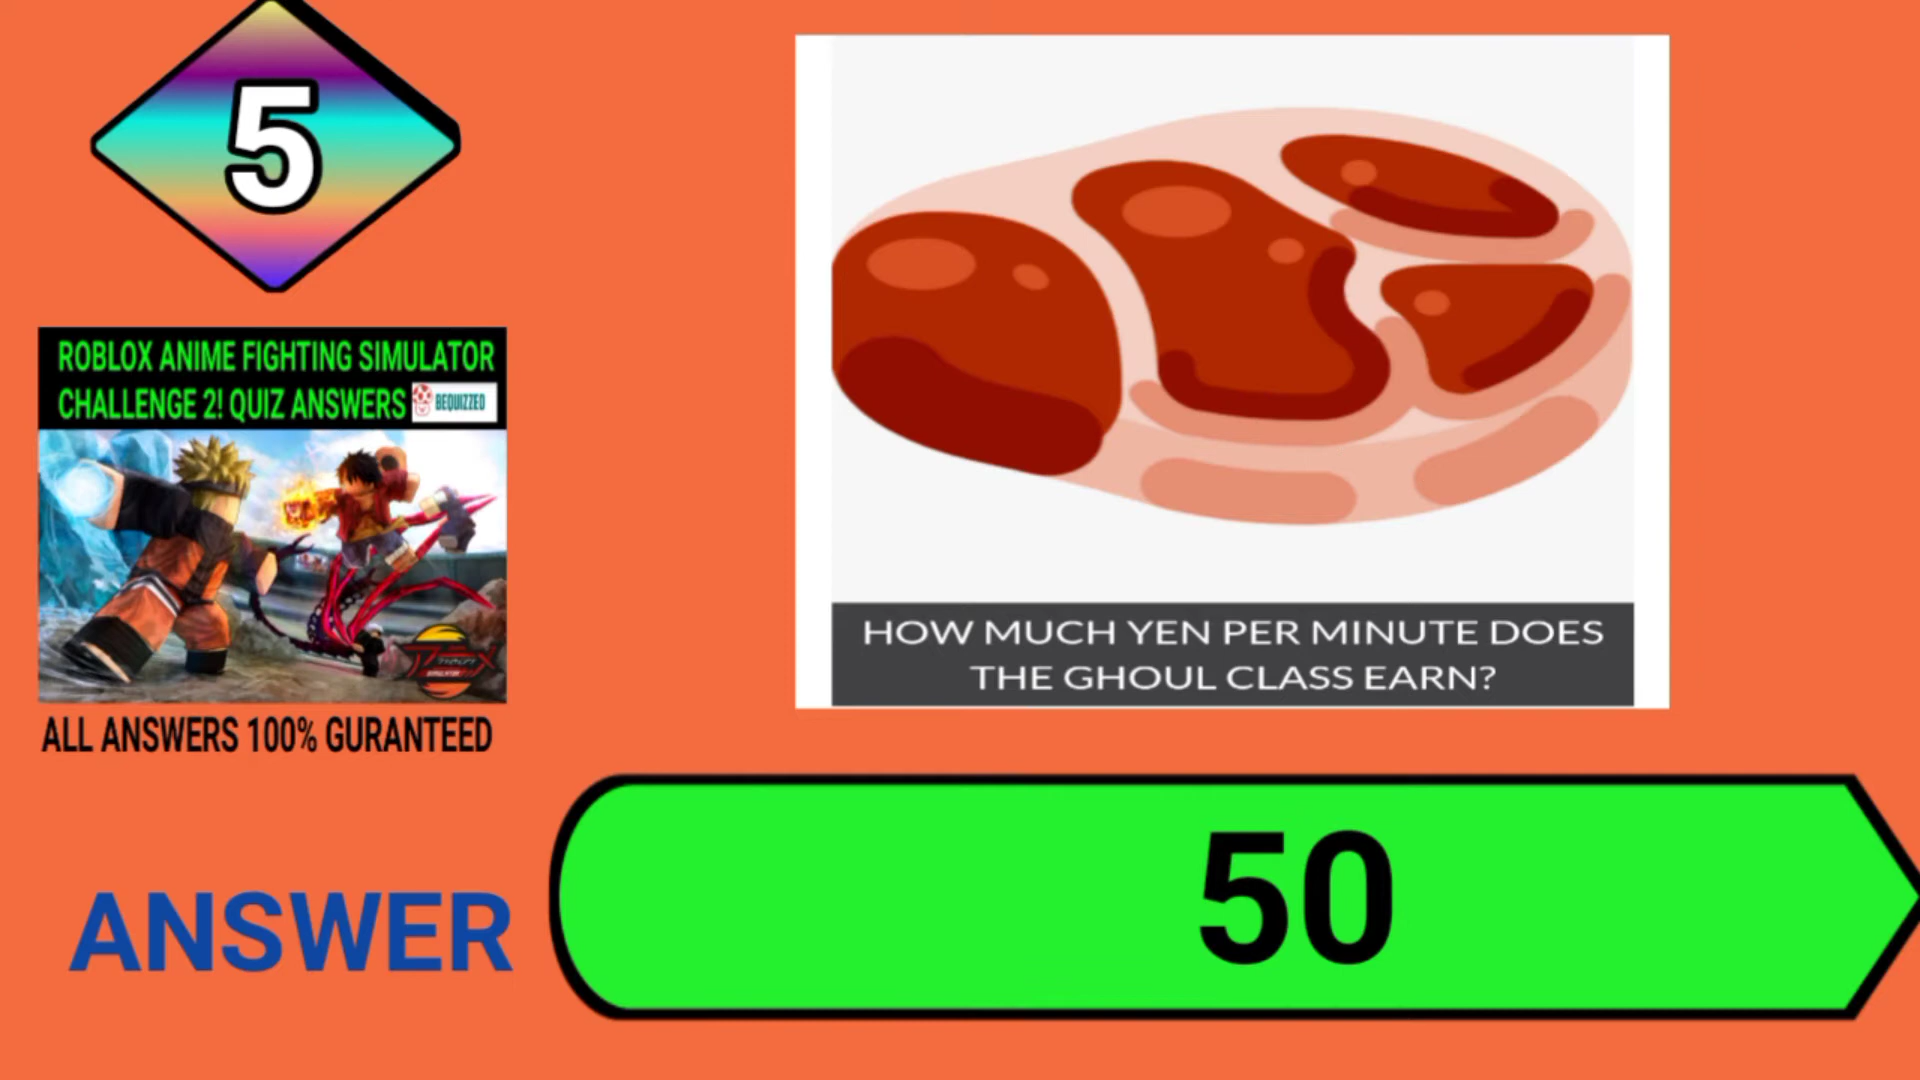 5
ROBLOX ANIME FIGHTING SIMULATOR
CHALLENGE 2! QUIZ ANSWERS
BEQUIZZED
ALL ANSWERS 100% GURANTEED
HOW MUCH YEN PER MINUTE DOES
THE GHOUL CLASS EARN?
ANSWER
50